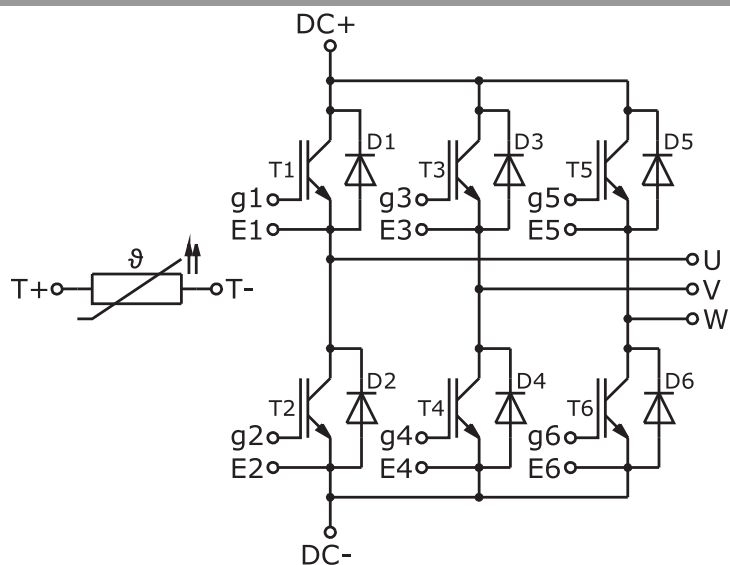 DC+
D1
D3
D5
T1
T3
T5
g1
g3
g5
E1
E3
E5
ϑ
U
T+
T-
V
W
D2
D4
D6
T2
T4
T6
g2
g4
g6
E2
E4
E6
DC-